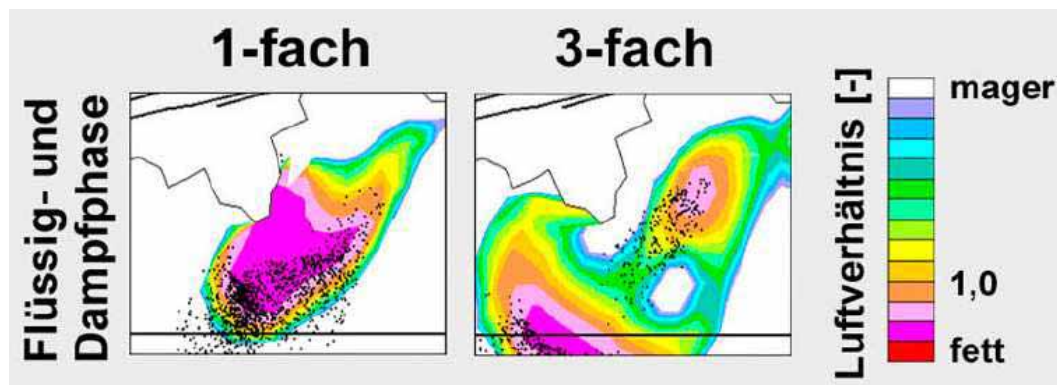 1-fach
3-fach
Flüssig- und
Dampfphase
Luftverhältnis [-]
mager
1,0
fett